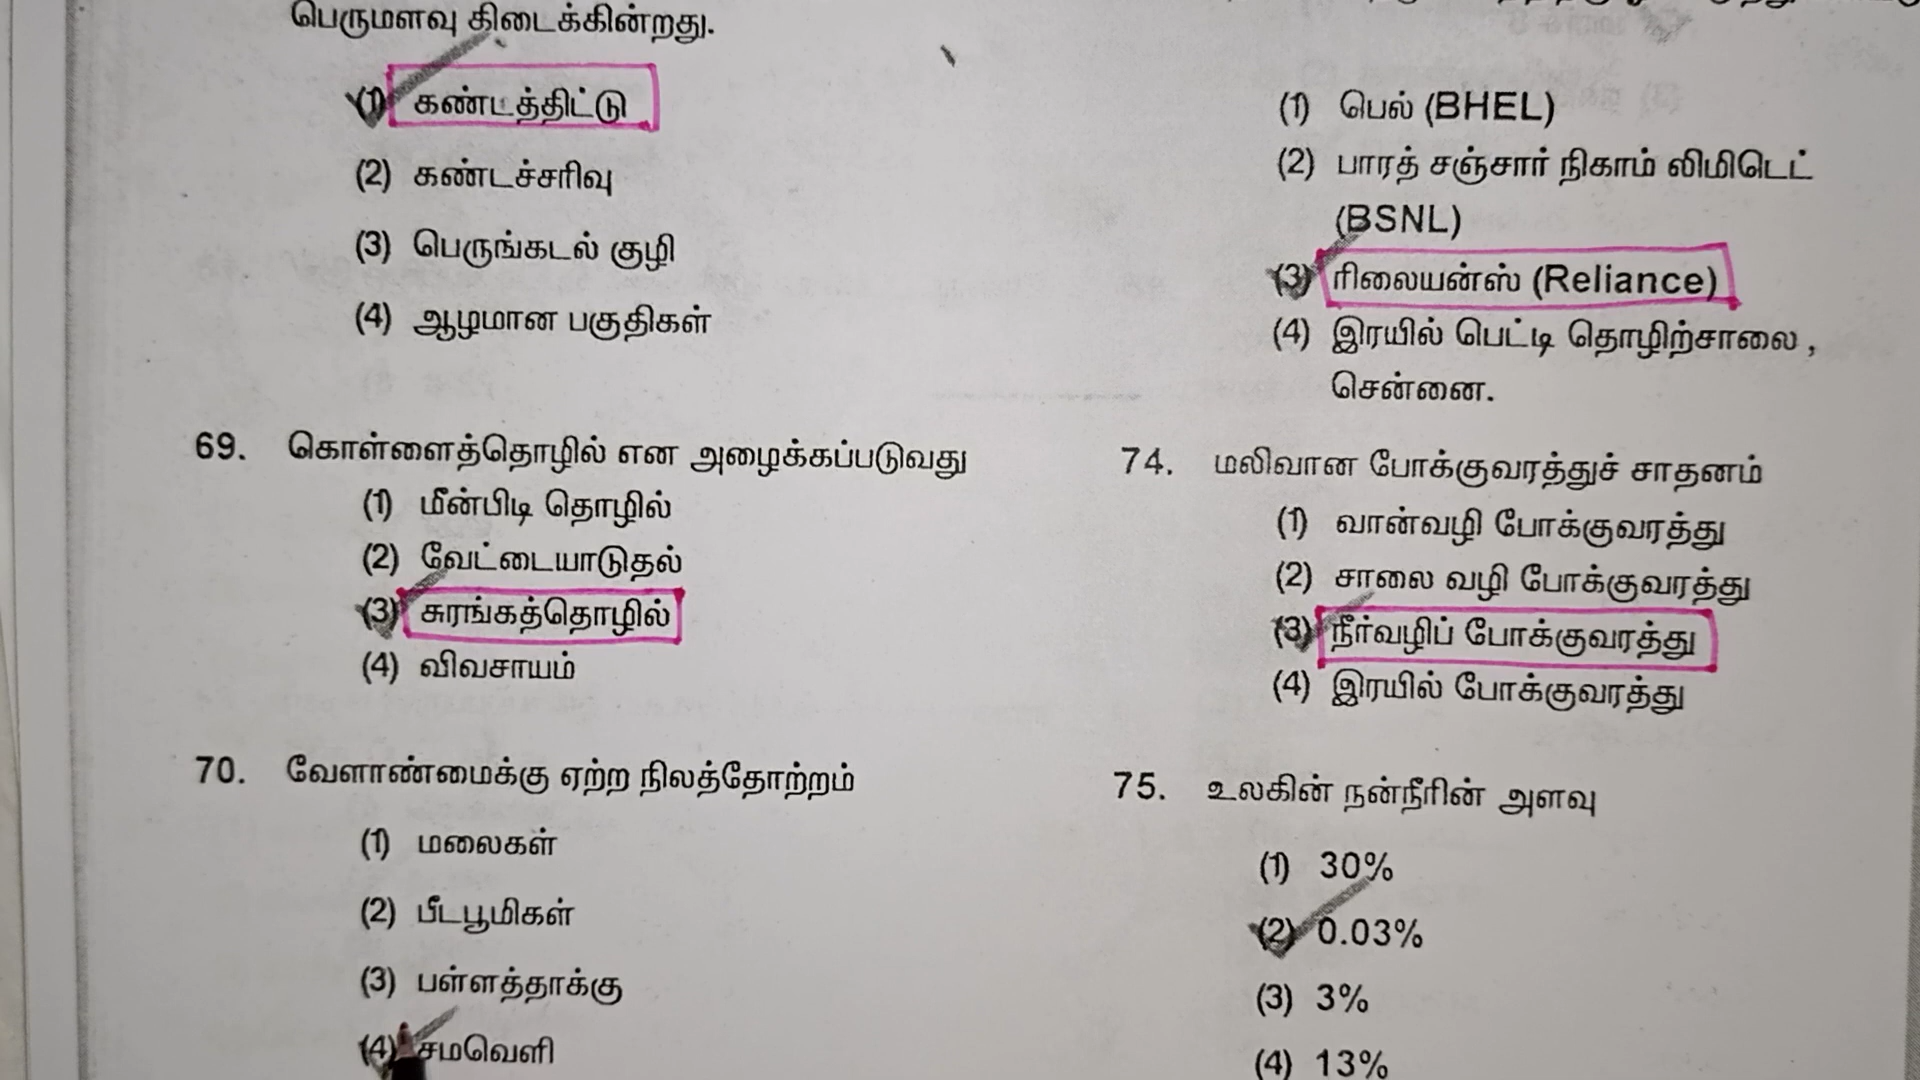 பெருமளவு கிடைக்கின்றது.
(1) கண்டத்திட்டு
(2) கண்டச்சரிவு
(3) பெருங்கடல் குழி
(4) ஆழமான பகுதிகள்
69. கொள்ளைத்தொழில் என அழைக்கப்படுவது
(1) மீன்பிடி தொழில்
(2) வேட்டையாடுதல்
(3) சுரங்கத்தொழில்
(4) விவசாயம்
70. வேளாண்மைக்கு ஏற்ற நிலத்தோற்றம்
(1) மலைகள்
(2) பீடபூமிகள்
(3) பள்ளத்தாக்கு
(4) சமவெளி
(1) பெல் (BHEL)
(2) பாரத் சஞ்சார் நிகாம் லிமிடெட்
(BSNL)
(3) ரிலையன்ஸ் (Reliance)
(4) இரயில் பெட்டி தொழிற்சாலை ,
சென்னை.
74. மலிவான போக்குவரத்துச் சாதனம்
(1) வான்வழி போக்குவரத்து
(2) சாலை வழி போக்குவரத்து
(3) நீர்வழிப் போக்குவரத்து
(4) இரயில் போக்குவரத்து
75. உலகின் நன்நீரின் அளவு
(1) 30%
(2) 0.03%
(3) 3%
(4) 13%